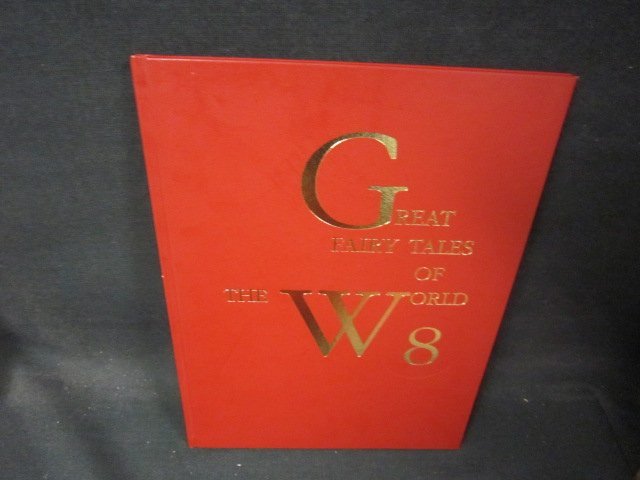 GREAT
FAIRY TALES
OF
THE WORLD
8